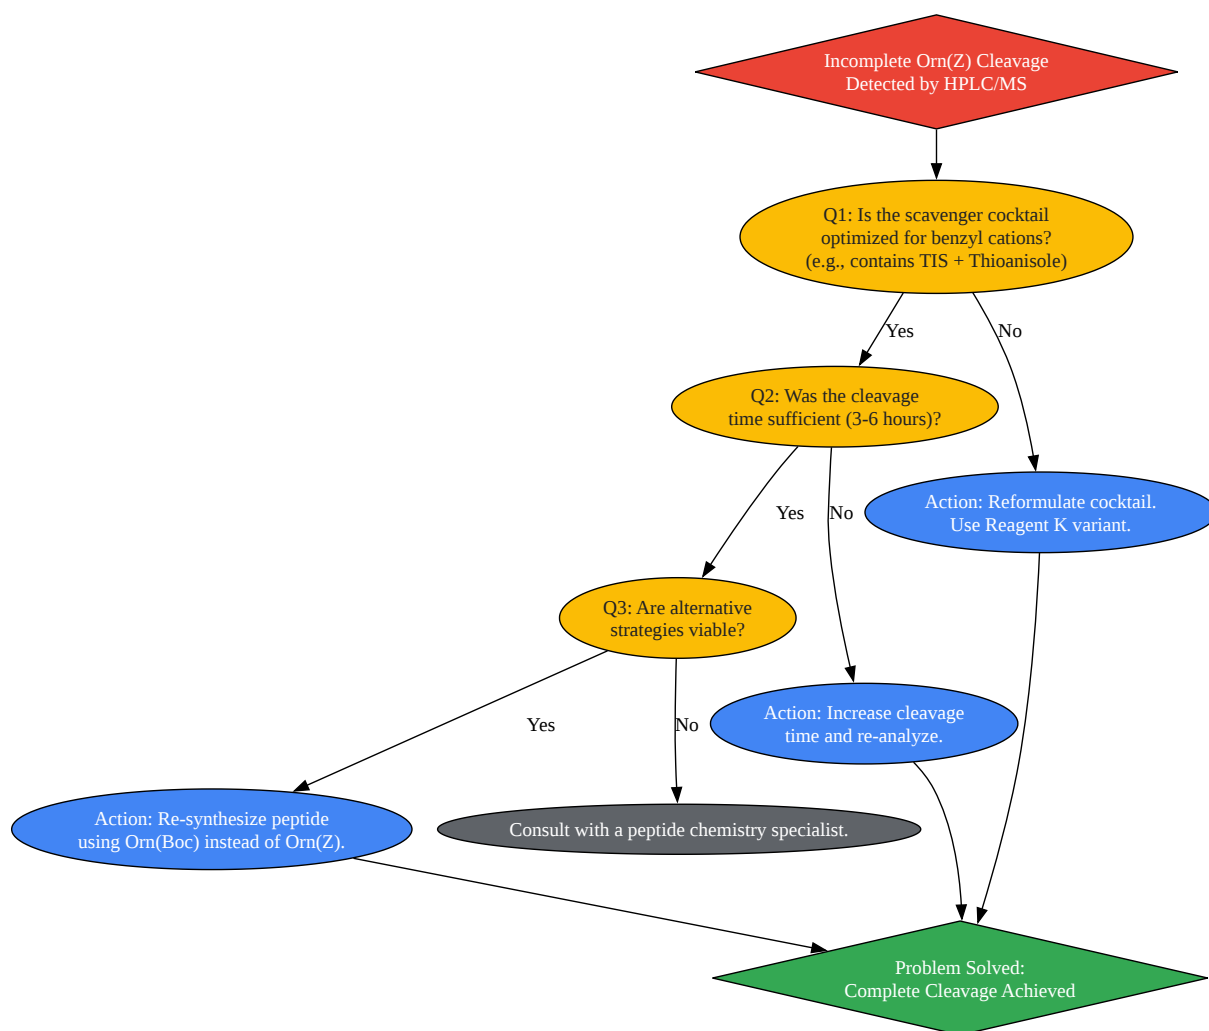 Incomplete Orn(Z) Cleavage
Detected by HPLC/MS
Q1: Is the scavenger cocktail
optimized for benzyl cations?
(e.g., contains TIS + Thioanisole)
Yes
No
Q2: Was the cleavage
time sufficient (3-6 hours)?
Action: Reformulate cocktail.
Use Reagent K variant.
Yes
No
Q3: Are alternative
strategies viable?
Action: Increase cleavage
time and re-analyze.
Yes
No
Action: Re-synthesize peptide
using Orn(Boc) instead of Orn(Z).
Consult with a peptide chemistry specialist.
Problem Solved:
Complete Cleavage Achieved